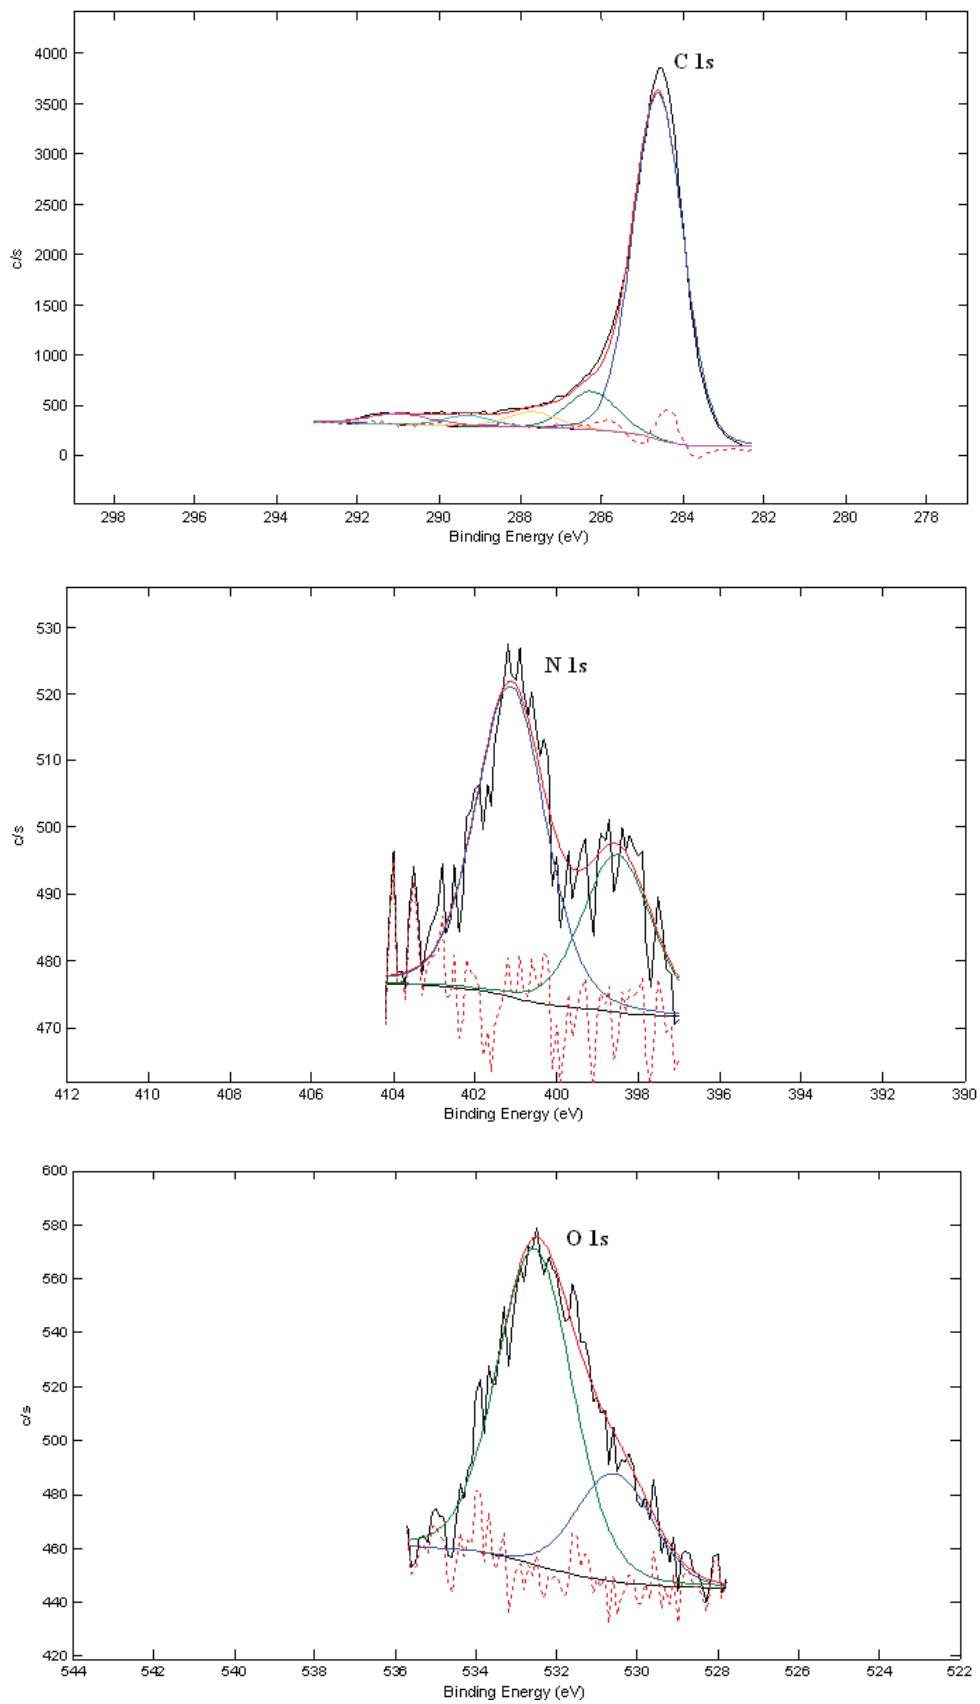 C 1s
4000
3500
3000
2500
2000
1500
1000
500
0
c/s
298 296 294 292 290 288 286 284 282 280 278
Binding Energy (eV)
N 1s
530
520
510
500
490
480
470
c/s
412 410 408 406 404 402 400 398 396 394 392 390
Binding Energy (eV)
600
O 1s
580
560
540
520
500
480
460
440
420
c/s
544 542 540 538 536 534 532 530 528 526 524 522
Binding Energy (eV)